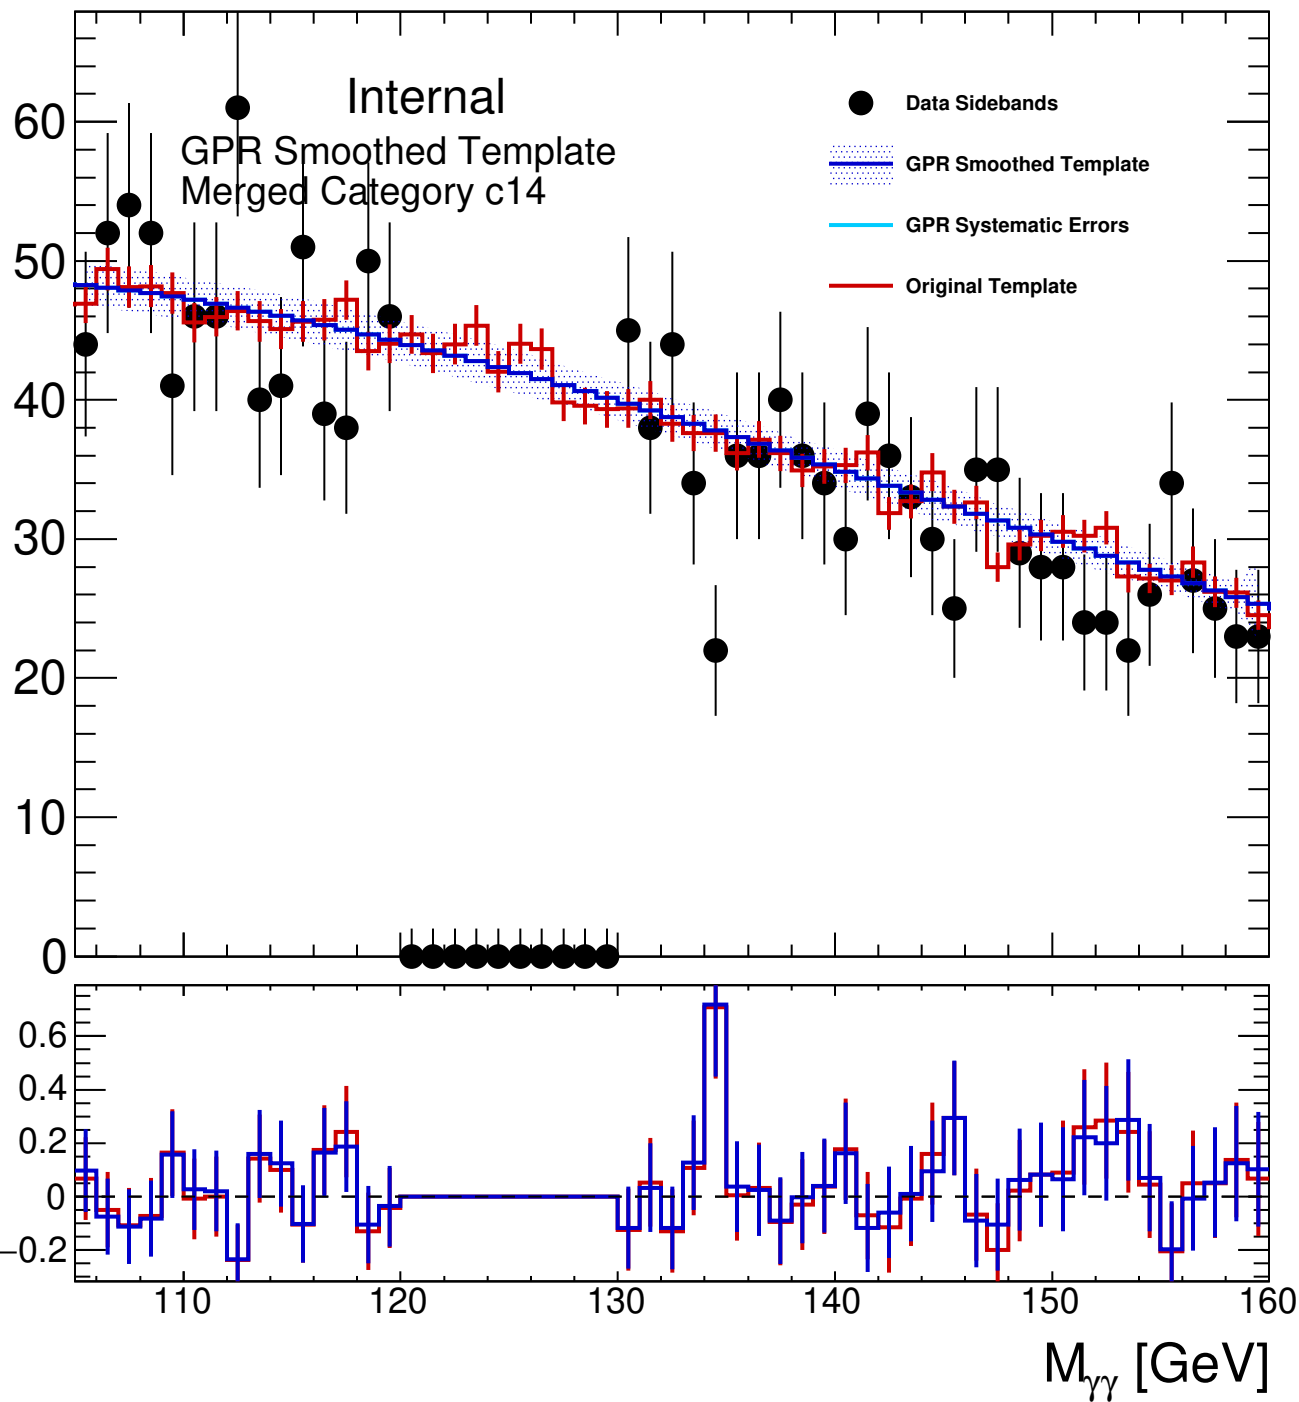 Internal
GPR Smoothed Template
Merged Category c14
Data Sidebands
GPR Smoothed Template
GPR Systematic Errors
Original Template
60
50
40
30
20
10
0
0.6
0.4
0.2
0
−0.2
110 120 130 140 150 160
Mγγ [GeV]